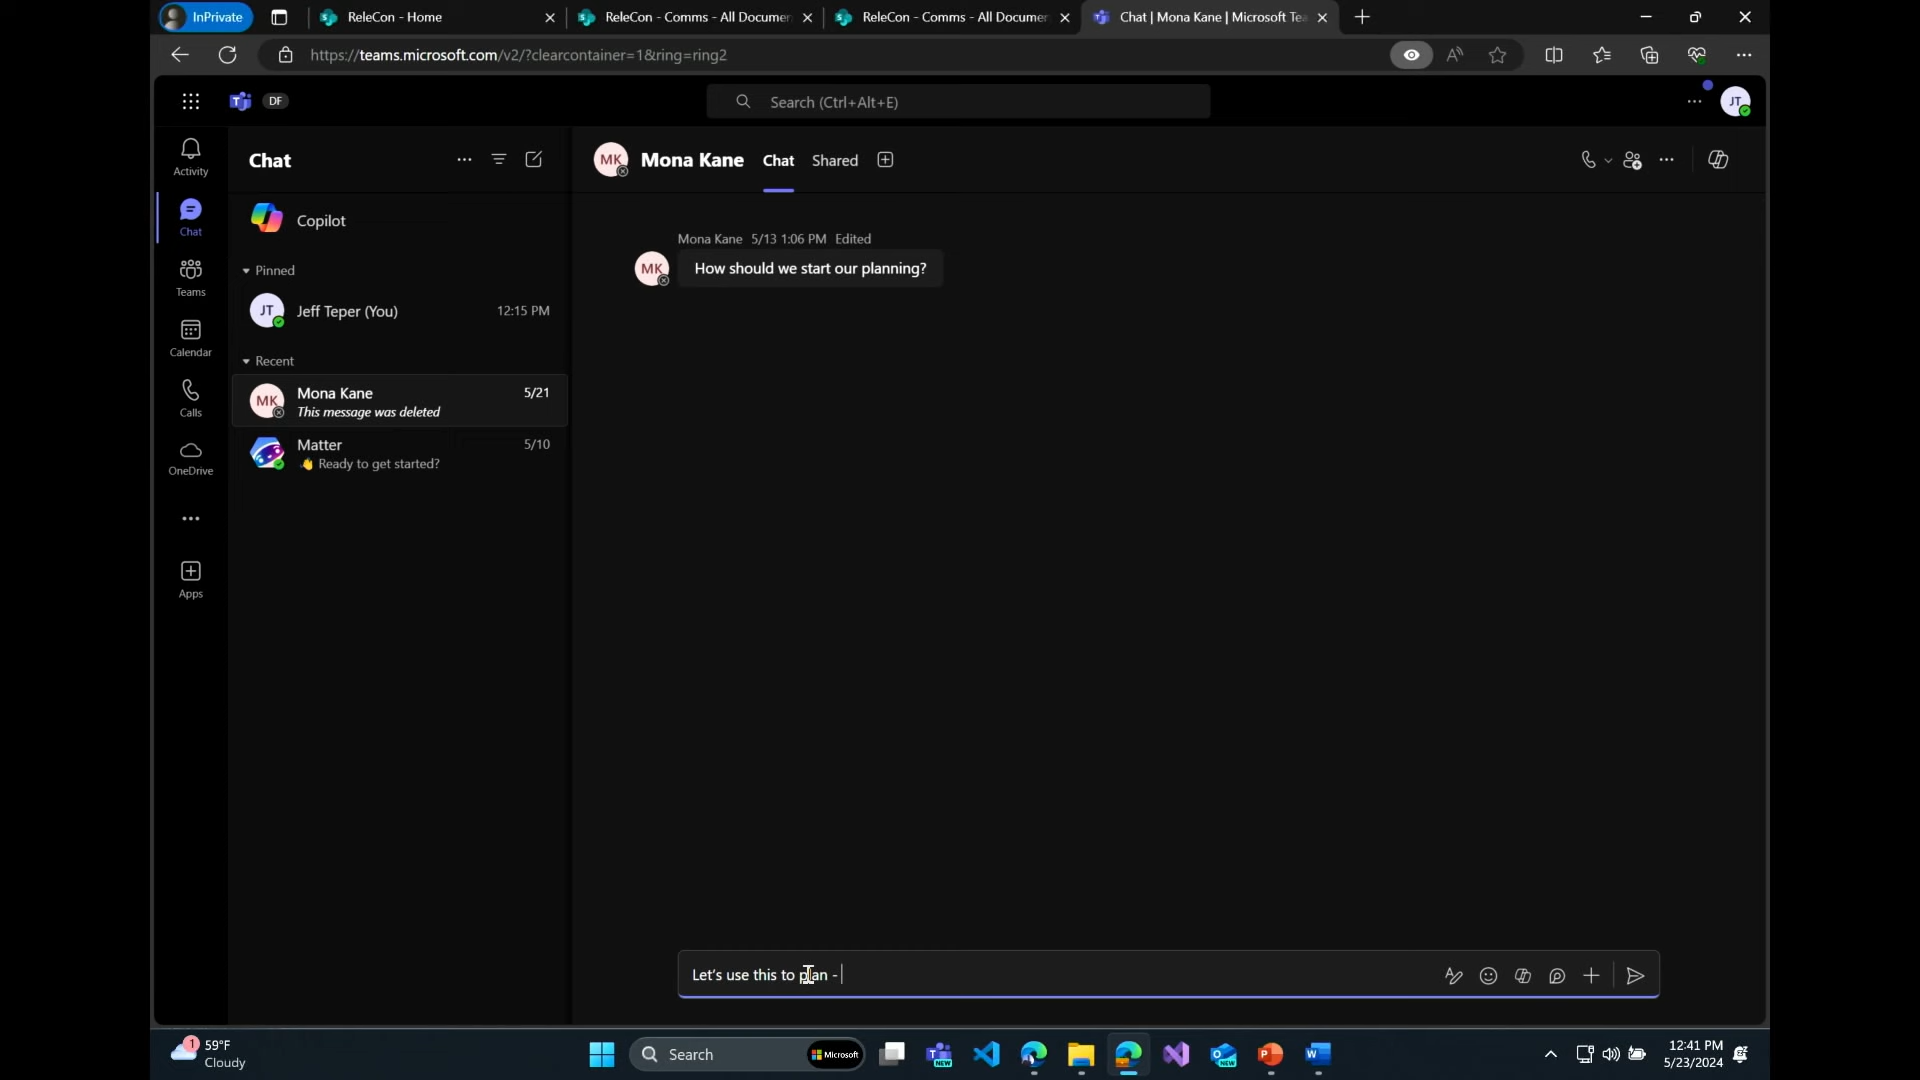 InPrivate
ReleCon - Home
ReleCon - Comms - All Documen
ReleCon - Comms - All Documen
Chat | Mona Kane | Microsoft Tea
https://teams.microsoft.com/v2/?clearcontainer=1&ring=ring2
DF
Search (Ctrl+Alt+E)
JT
Activity
Chat
Teams
Calendar
Calls
OneDrive
Apps
Chat
Copilot
Pinned
JT
Jeff Teper (You)
12:15 PM
Recent
MK
Mona Kane
5/21
This message was deleted
Matter
5/10
👋 Ready to get started?
MK
Mona Kane
Chat
Shared
Mona Kane 5/13 1:06 PM Edited
MK
How should we start our planning?
Let's use this to plan -
1
59°F
Cloudy
Search
Microsoft
NEW
NEW
12:41 PM
5/23/2024